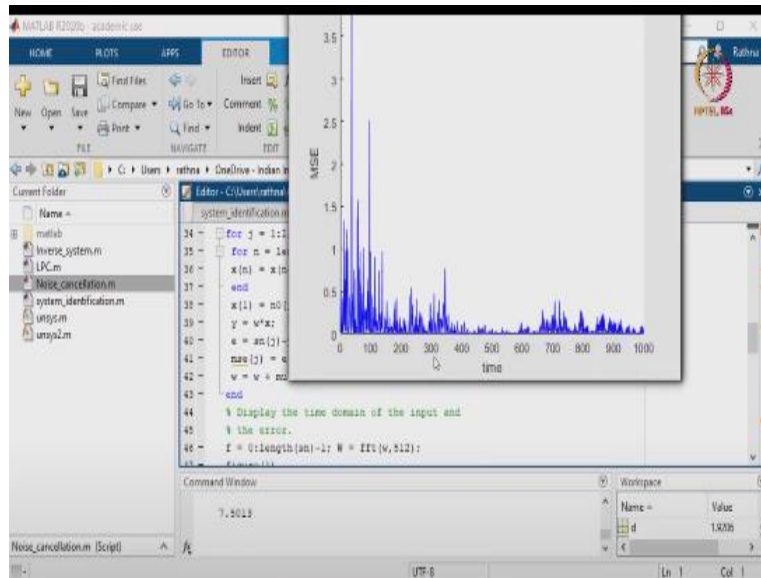 MATLAB R2020b - academic use
HOME PLOTS APPS EDITOR
Rathna
Find Files Insert
New Open Save Compare Go To Comment
Print Find Indent
FILE NAVIGATE EDIT
NPTEL, IISc
C: Users rathna OneDrive - Indian In
Current Folder
Name
matlab
Inverse_system.m
LPC.m
Noise_cancellation.m
system_identification.m
unsys.m
unsys2.m
Editor - C:\Users\rathna\
system_identification.m
34 for j = 1:1
35 for n = le
36 x(n) = x(n
37 end
38 x(1) = n0(
39 y = w*x;
40 e = sn(j)-
41 mse(j) = e
42 w = w + mu
43 end
44 % Display the time domain of the input and
45 % the error.
46 f = 0:length(sn)-1; W = fft(w,512);
MSE
3.5
3
2.5
2
1.5
1
0.5
0
0 100 200 300 400 500 600 700 800 900 1000
time
Command Window
7.5013
fx
Workspace
Name Value
d 1.9206
Noise_cancellation.m (Script)
UTF-8 Ln 1 Col 1